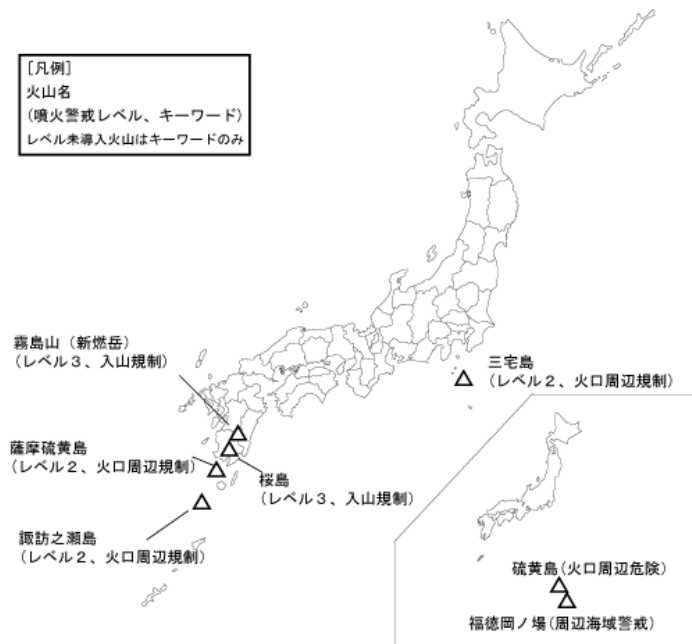 [凡例]
火山名
(噴火警戒レベル、キーワード)
レベル未導入火山はキーワードのみ
霧島山(新燃岳)
(レベル3、入山規制)
三宅島
(レベル2、火口周辺規制)
薩摩硫黄島
(レベル2、火口周辺規制)
桜島
(レベル3、入山規制)
諏訪之瀬島
(レベル2、火口周辺規制)
硫黄島(火口周辺危険)
福徳岡ノ場(周辺海域警戒)